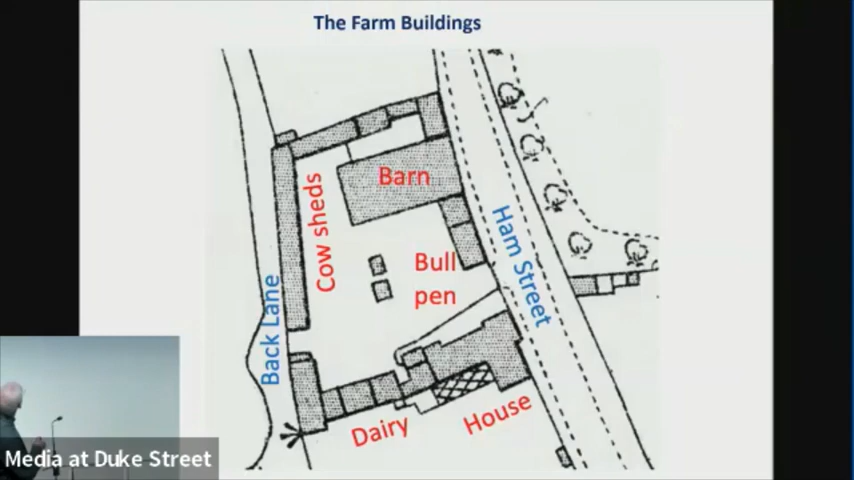 The Farm Buildings
Barn
Cow sheds
Ham Street
Bull
pen
Back Lane
Dairy
House
Media at Duke Street